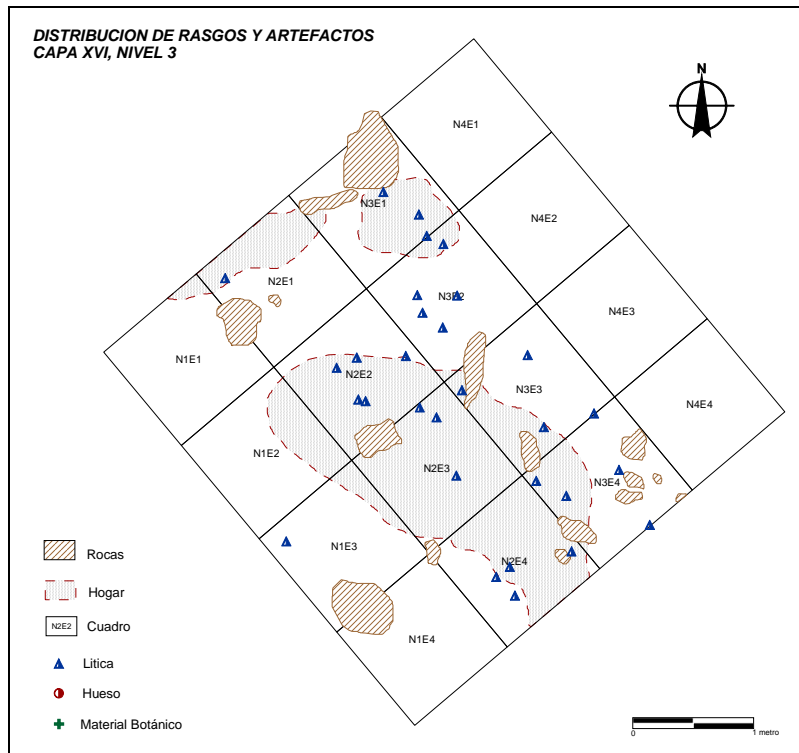 DISTRIBUCION DE RASGOS Y ARTEFACTOS
CAPA XVI, NIVEL 3
N
N4E1
N3E1
N4E2
N2E1
N3E2
N4E3
N1E1
N2E2
N3E3
N4E4
N1E2
N2E3
N3E4
N1E3
N2E4
N1E4
Rocas
Hogar
N2E2 Cuadro
Litica
Hueso
Material Botánico
0 1 metro